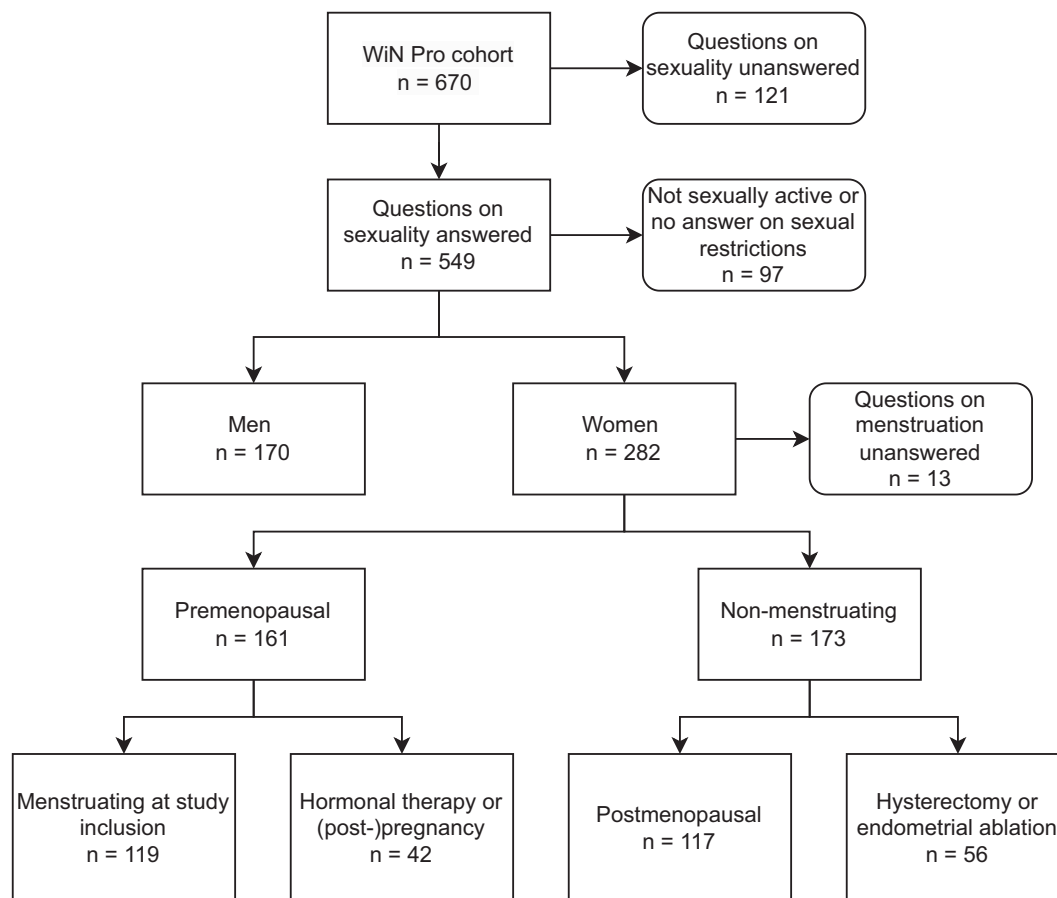 WiN Pro cohort
n = 670
Questions on
sexuality unanswered
n = 121
Questions on
sexuality answered
n = 549
Not sexually active or
no answer on sexual
restrictions
n = 97
Men
n = 170
Women
n = 282
Questions on
menstruation
unanswered
n = 13
Premenopausal
n = 161
Non-menstruating
n = 173
Menstruating at study
inclusion
n = 119
Hormonal therapy or
(post-)pregnancy
n = 42
Postmenopausal
n = 117
Hysterectomy or
endometrial ablation
n = 56